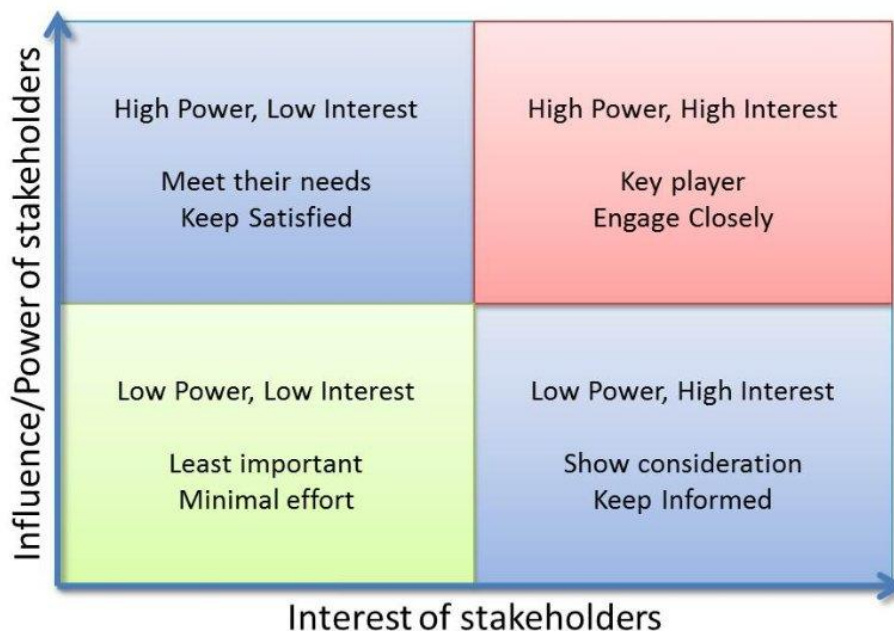 Influence/Power of stakeholders
High Power, Low Interest
Meet their needs
Keep Satisfied
High Power, High Interest
Key player
Engage Closely
Low Power, Low Interest
Least important
Minimal effort
Low Power, High Interest
Show consideration
Keep Informed
Interest of stakeholders